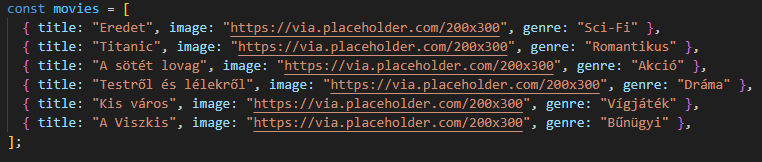 const movies = [
  { title: "Eredet", image: "https://via.placeholder.com/200x300", genre: "Sci-Fi" },
  { title: "Titanic", image: "https://via.placeholder.com/200x300", genre: "Romantikus" },
  { title: "A sötét lovag", image: "https://via.placeholder.com/200x300", genre: "Akció" },
  { title: "Testről és lélekről", image: "https://via.placeholder.com/200x300", genre: "Dráma" },
  { title: "Kis város", image: "https://via.placeholder.com/200x300", genre: "Vígjáték" },
  { title: "A Viszkis", image: "https://via.placeholder.com/200x300", genre: "Bűnügyi" },
];